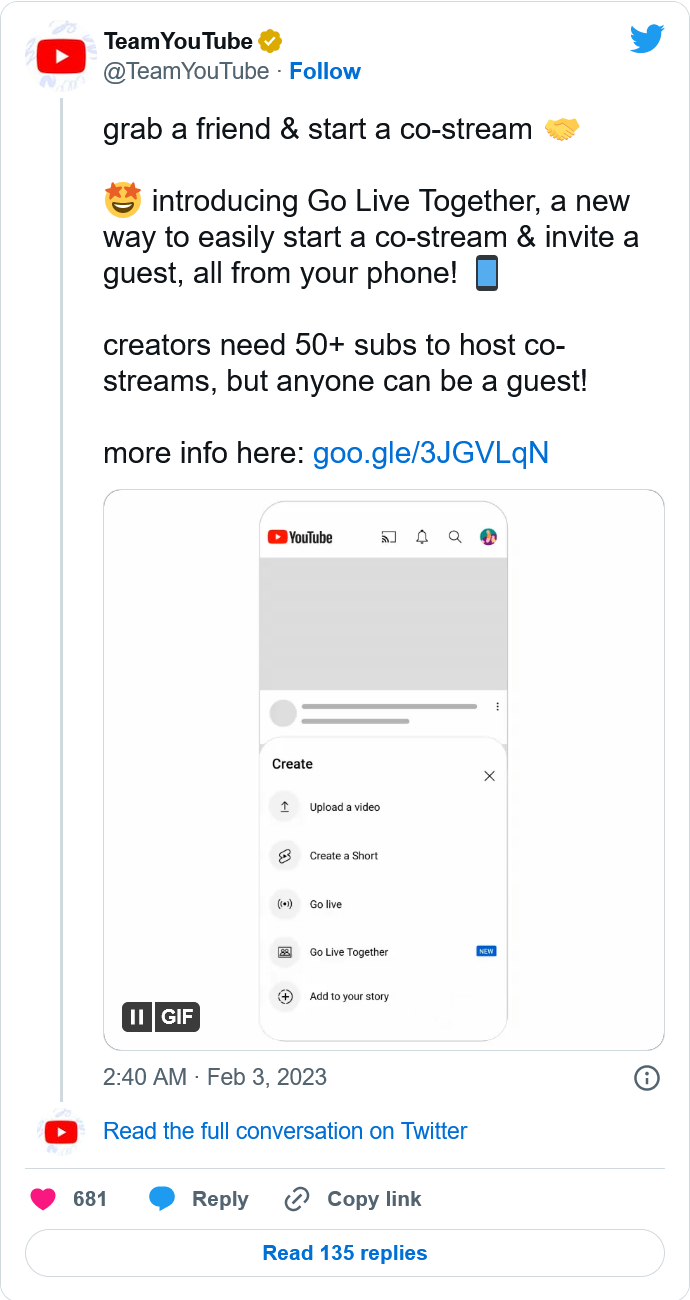 TeamYouTube
@TeamYouTube · Follow
grab a friend & start a co-stream 🤝
🤩 introducing Go Live Together, a new
way to easily start a co-stream & invite a
guest, all from your phone! 📱
creators need 50+ subs to host co-
streams, but anyone can be a guest!
more info here: goo.gle/3JGVLqN
YouTube
Create
Upload a video
Create a Short
Go live
Go Live Together NEW
Add to your story
GIF
2:40 AM · Feb 3, 2023
Read the full conversation on Twitter
681 Reply Copy link
Read 135 replies